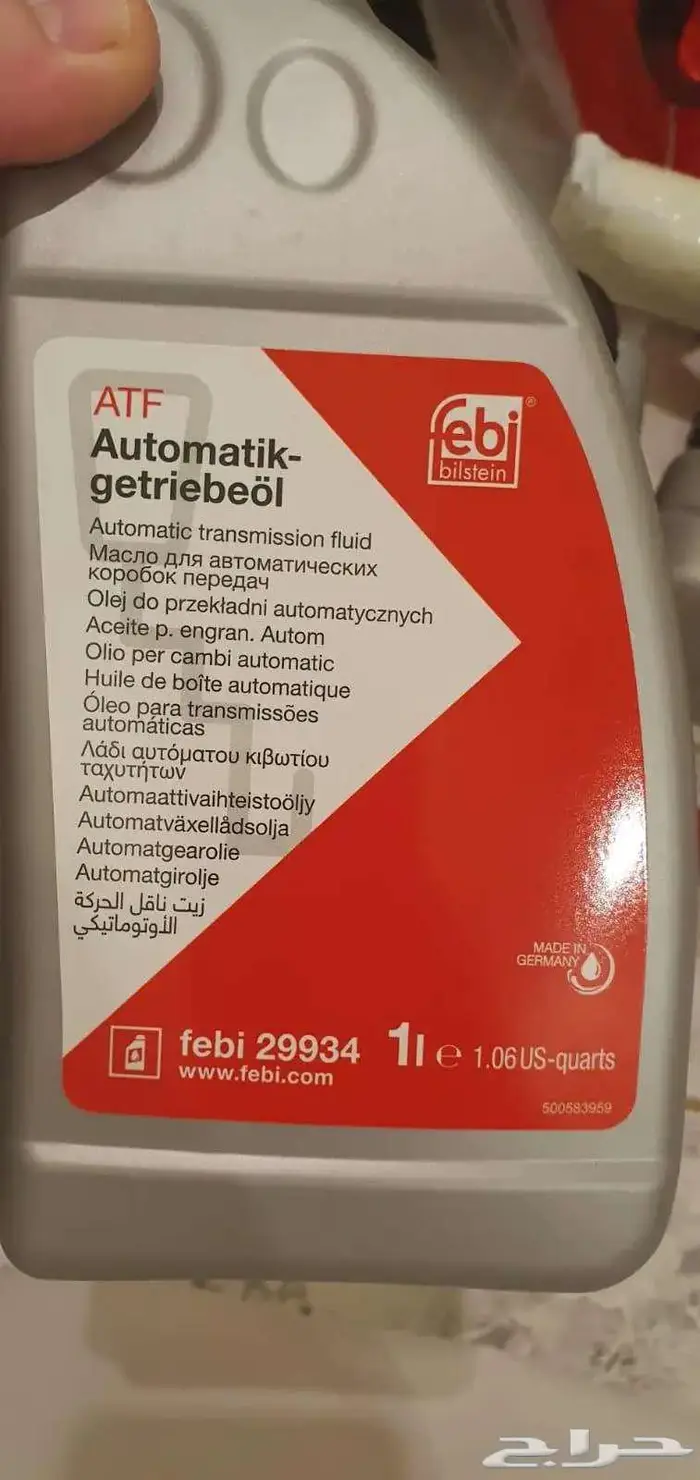 ATF
Automatik-
getriebeöl
Automatic transmission fluid
Масло для автоматических
коробок передач
Olej do przekładni automatycznych
Aceite p. engran. Autom
Olio per cambi automatic
Huile de boîte automatique
Óleo para transmissões
automáticas
Λάδι αυτόματου κιβωτίου
ταχυτήτων
Automaattivaihteistoöljy
Automatväxellådsolja
Automatgearolie
Automatgirolje
زيت ناقل الحركة
الأوتوماتيكي
febi®
bilstein
MADE IN
GERMANY
febi 29934 1l ℮ 1.06 US-quarts
www.febi.com
500583959
حراج